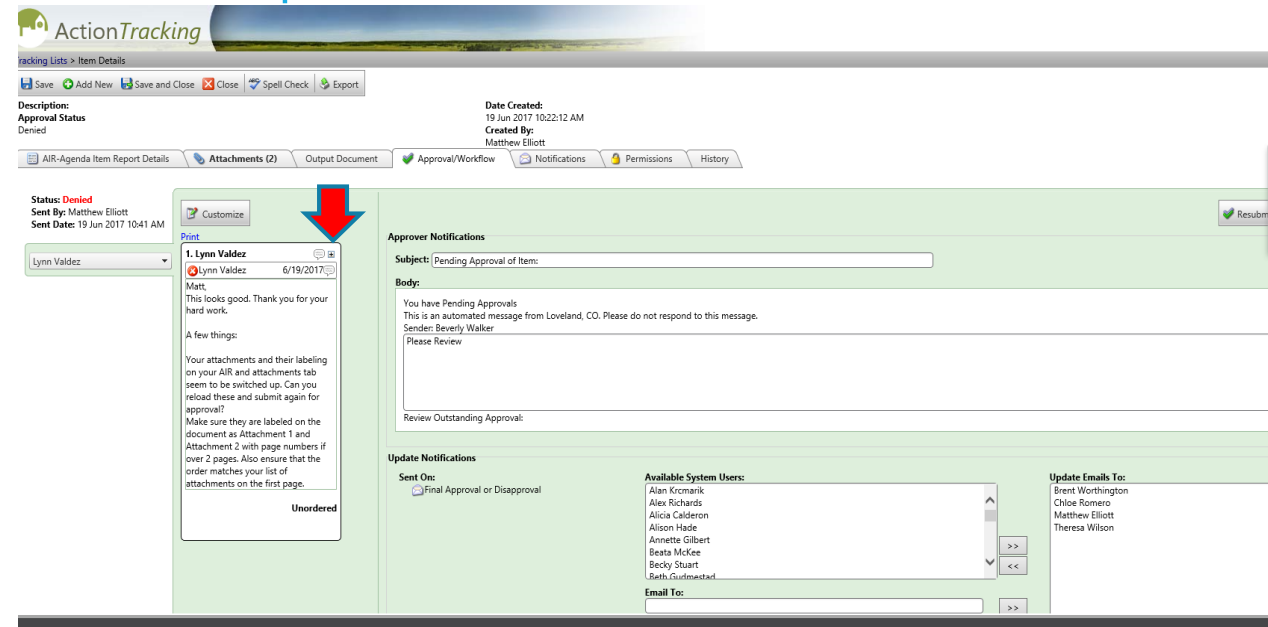 ActionTracking
racking Lists > Item Details
Save Add New Save and Close Close Spell Check Export
Description:
Approval Status
Denied
Date Created:
19 Jun 2017 10:22:12 AM
Created By:
Matthew Elliott
AIR-Agenda Item Report Details Attachments (2) Output Document Approval/Workflow Notifications Permissions History
Status: Denied
Sent By: Matthew Elliott
Sent Date: 19 Jun 2017 10:41 AM
Lynn Valdez
Customize
Print
1. Lynn Valdez
Lynn Valdez 6/19/2017
Matt,
This looks good. Thank you for your
hard work.
A few things:
Your attachments and their labeling
on your AIR and attachments tab
seem to be switched up. Can you
reload these and submit again for
approval?
Make sure they are labeled on the
document as Attachment 1 and
Attachment 2 with page numbers if
over 2 pages. Also ensure that the
order matches your list of
attachments on the first page.
Unordered
Resubm
Approver Notifications
Subject: Pending Approval of Item:
Body:
You have Pending Approvals
This is an automated message from Loveland, CO. Please do not respond to this message.
Sender: Beverly Walker
Please Review
Review Outstanding Approval:
Update Notifications
Sent On:
Final Approval or Disapproval
Available System Users:
Alan Krcmarik
Alex Richards
Alicia Calderon
Alison Hade
Annette Gilbert
Beata McKee
Becky Stuart
Beth Gudmestad
>>
<<
Email To:
>>
Update Emails To:
Brent Worthington
Chloe Romero
Matthew Elliott
Theresa Wilson